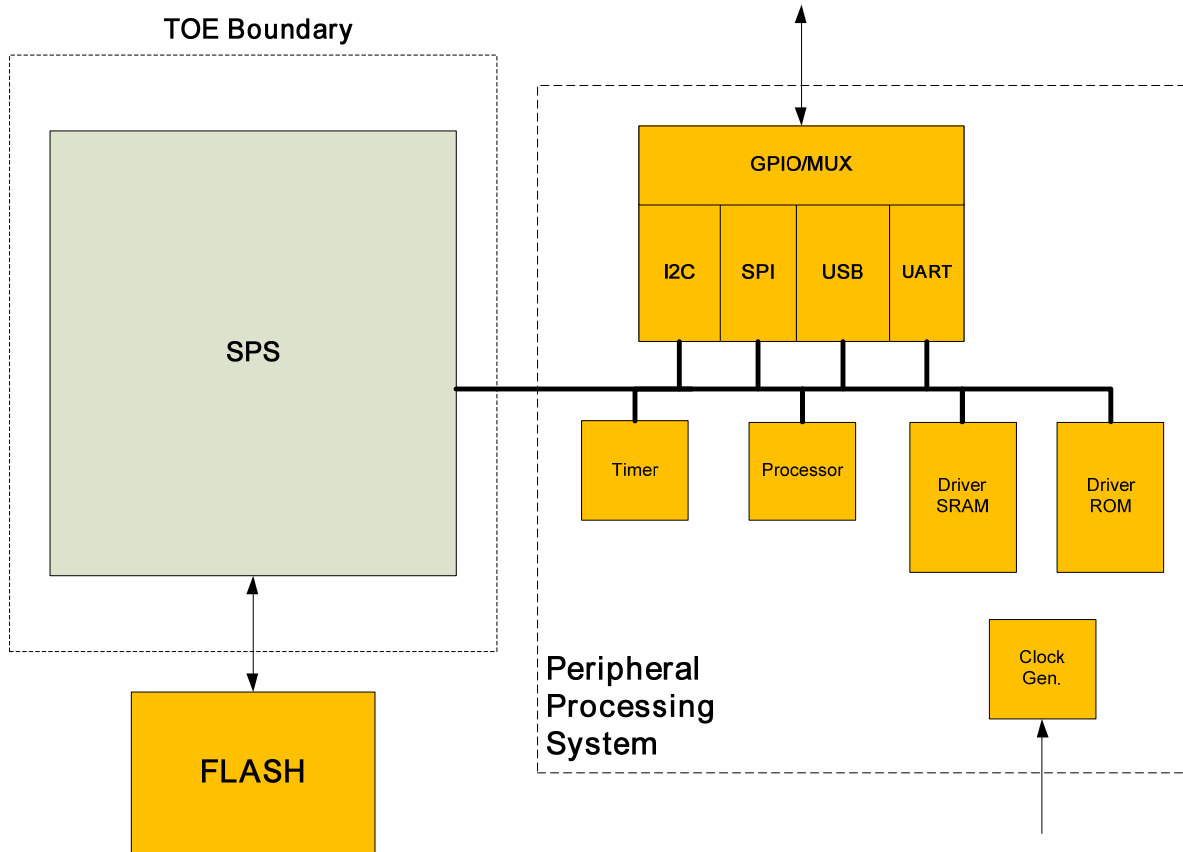 TOE Boundary
SPS
FLASH
GPIO/MUX
I2C SPI USB UART
Timer
Processor
Driver
SRAM
Driver
ROM
Clock
Gen.
Peripheral
Processing
System